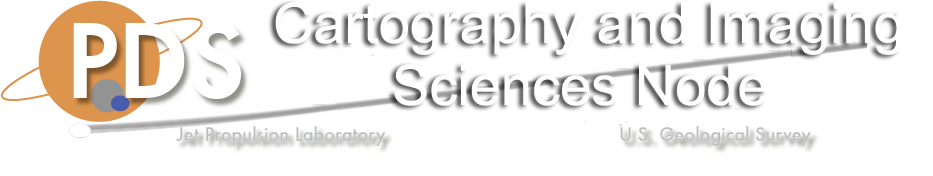 PDS
Cartography and Imaging
Sciences Node
Jet Propulsion Laboratory
U.S. Geological Survey